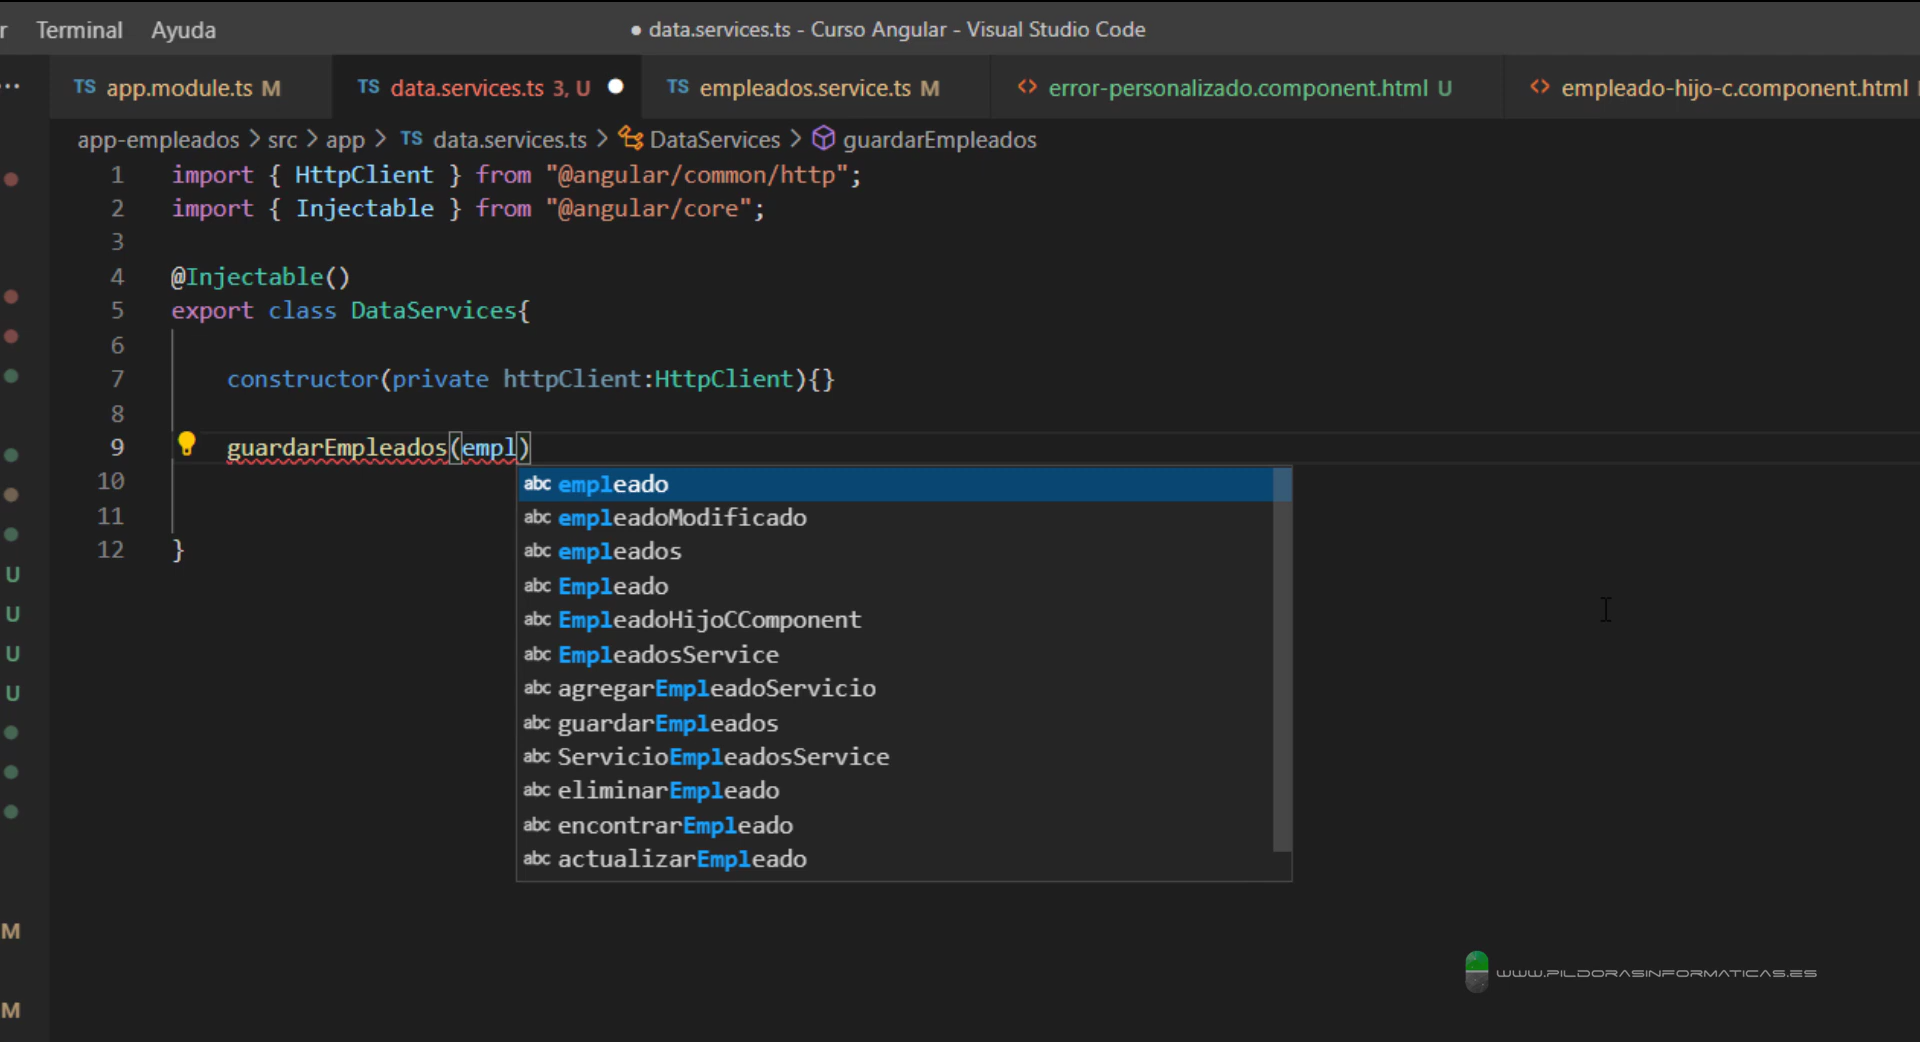 r Terminal Ayuda
● data.services.ts - Curso Angular - Visual Studio Code
··· TS app.module.ts M TS data.services.ts 3, U ● TS empleados.service.ts M <> error-personalizado.component.html U <> empleado-hijo-c.component.html
app-empleados > src > app > TS data.services.ts > DataServices > guardarEmpleados
1 import { HttpClient } from "@angular/common/http";
2 import { Injectable } from "@angular/core";
3
4 @Injectable()
5 export class DataServices{
6
7 constructor(private httpClient:HttpClient){}
8
9 guardarEmpleados(empl)
10
11
12 }
abc empleado
abc empleadoModificado
abc empleados
abc Empleado
abc EmpleadoHijoCComponent
abc EmpleadosService
abc agregarEmpleadoServicio
abc guardarEmpleados
abc ServicioEmpleadosService
abc eliminarEmpleado
abc encontrarEmpleado
abc actualizarEmpleado
U
U
U
U
M
M
WWW.PILDORASINFORMATICAS.ES